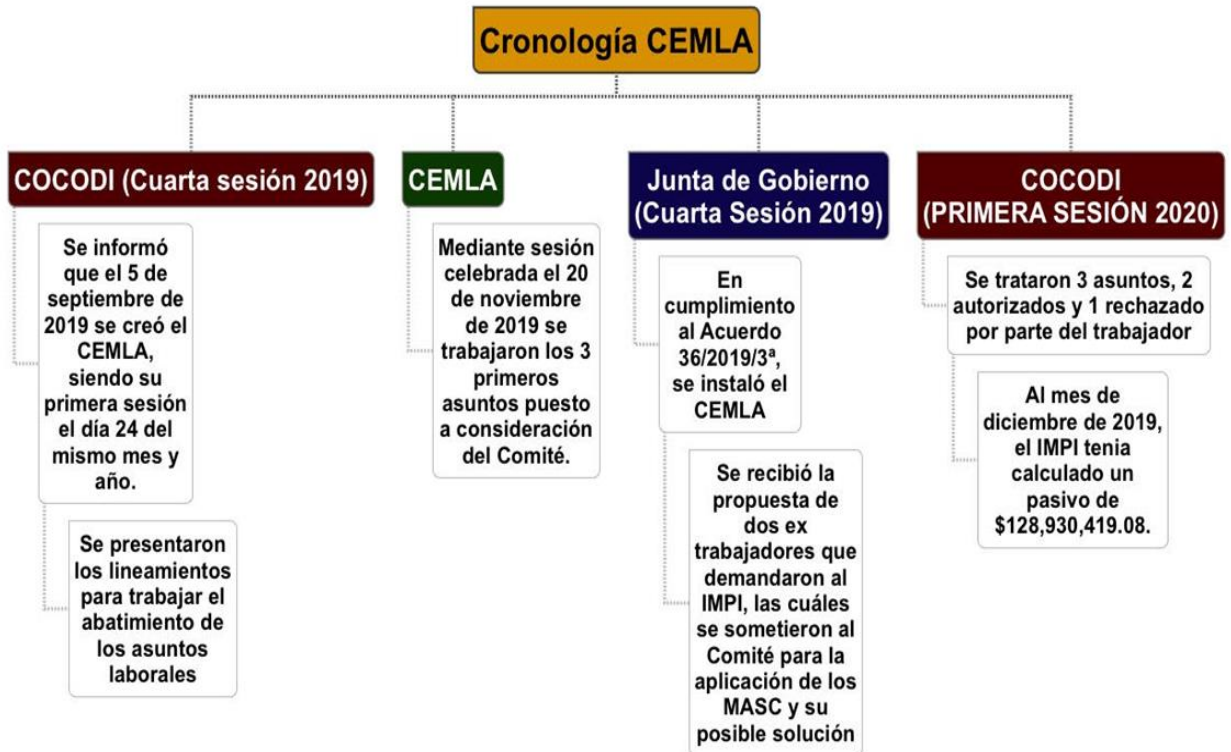 Cronología CEMLA
COCODI (Cuarta sesión 2019)
Se informó
que el 5 de
septiembre de
2019 se creó el
CEMLA,
siendo su
primera sesión
el día 24 del
mismo mes y
año.
Se presentaron
los lineamientos
para trabajar el
abatimiento de
los asuntos
laborales
CEMLA
Mediante sesión
celebrada el 20
de noviembre
de 2019 se
trabajaron los 3
primeros
asuntos puesto
a consideración
del Comité.
Junta de Gobierno
(Cuarta Sesión 2019)
En
cumplimiento
al Acuerdo
36/2019/3ª,
se instaló el
CEMLA
Se recibió la
propuesta de
dos ex
trabajadores que
demandaron al
IMPI, las cuáles
se sometieron al
Comité para la
aplicación de los
MASC y su
posible solución
COCODI
(PRIMERA SESIÓN 2020)
Se trataron 3 asuntos, 2
autorizados y 1 rechazado
por parte del trabajador
Al mes de
diciembre de 2019,
el IMPI tenia
calculado un
pasivo de
$128,930,419.08.